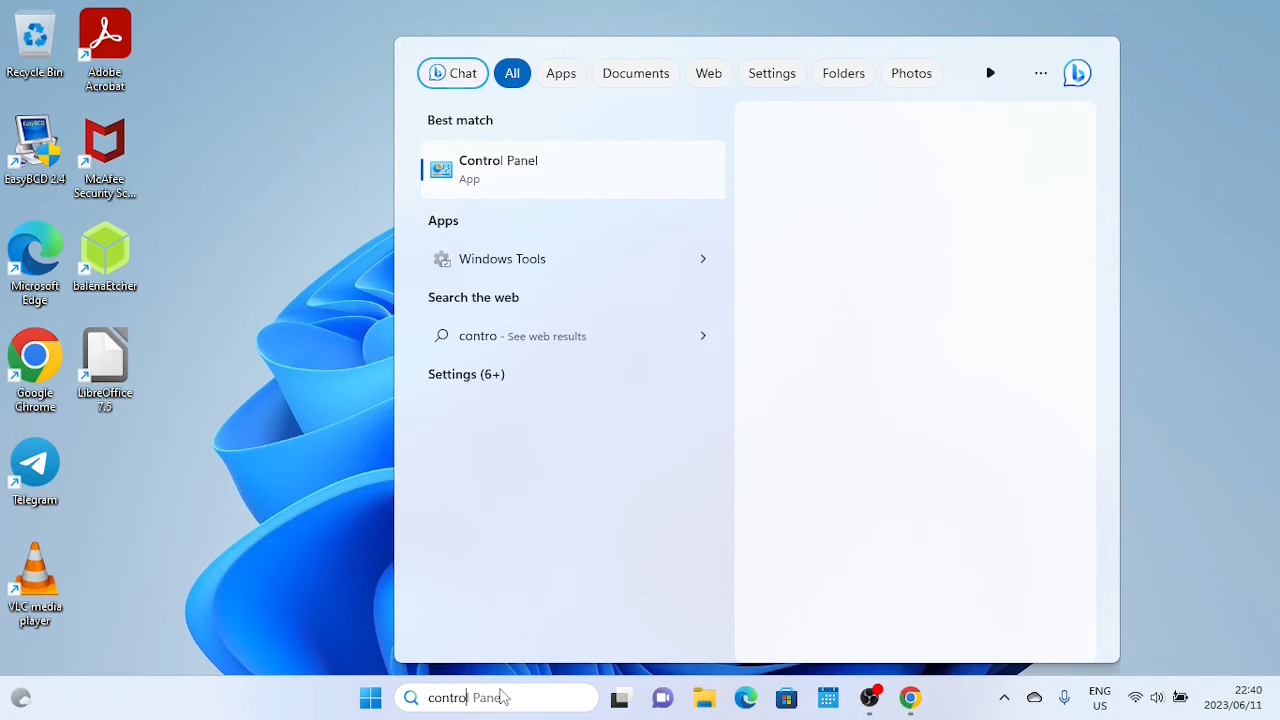 Recycle Bin
Adobe
Acrobat
EasyBCD 2.4
McAfee
Security Sc...
Microsoft
Edge
balenaEtcher
Google
Chrome
LibreOffice
7.5
Telegram
VLC media
player
Chat
All
Apps
Documents
Web
Settings
Folders
Photos
Best match
Control Panel
App
Apps
Windows Tools
Search the web
contro - See web results
Settings (6+)
control Panel
ENG
US
22:40
2023/06/11